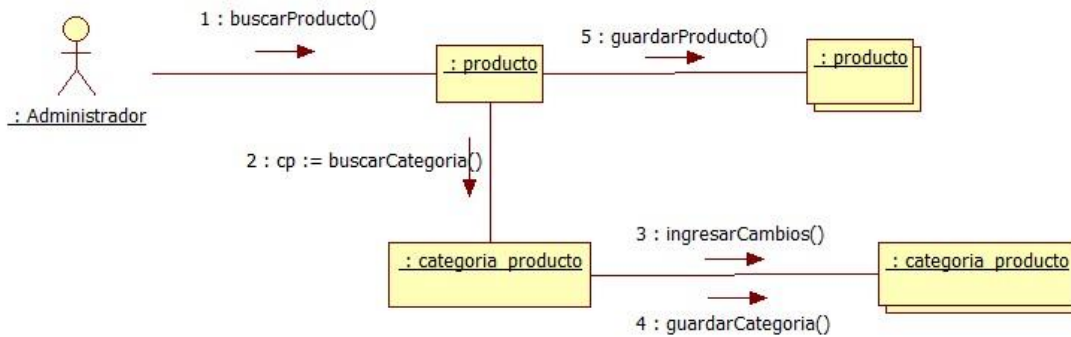 1 : buscarProducto()
5 : guardarProducto()
: producto
: producto
: Administrador
2 : cp := buscarCategoria()
3 : ingresarCambios()
: categoria_producto
: categoria_producto
4 : guardarCategoria()